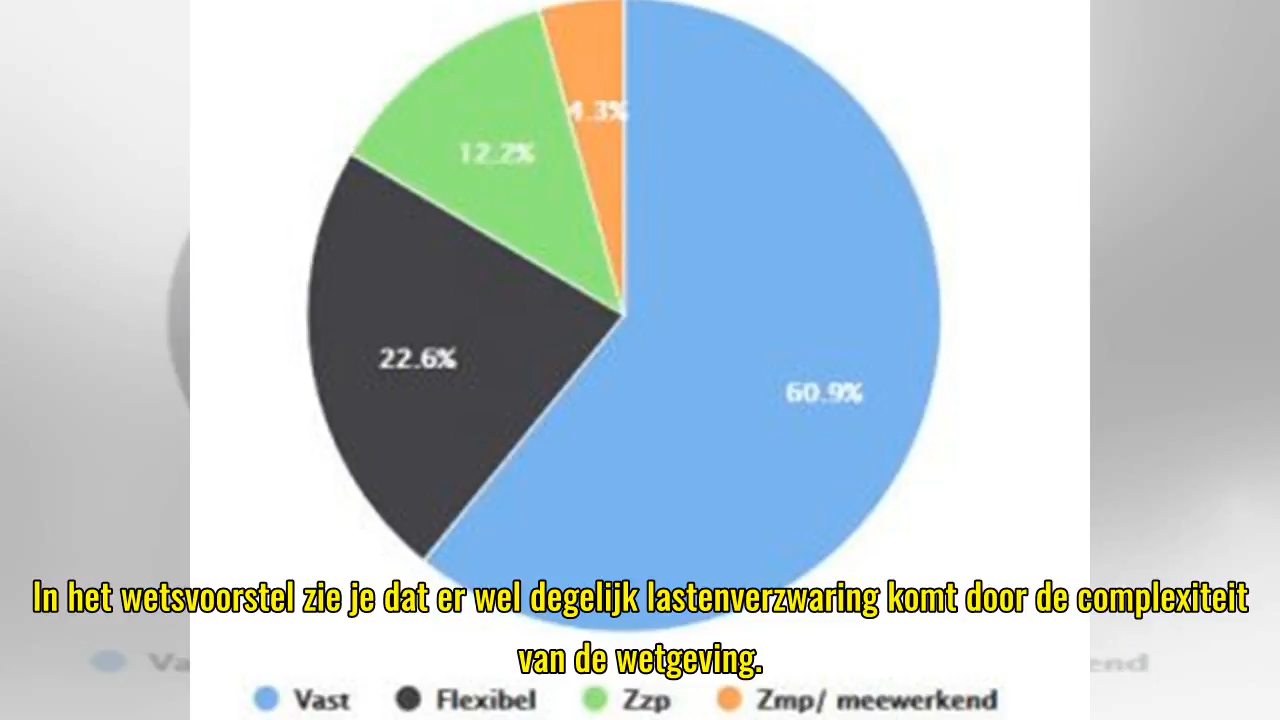 4.3%
12.2%
22.6%
60.9%
In het wetsvoorstel zie je dat er wel degelijk lastenverzwaring komt door de complexiteit
van de wetgeving.
Vast Flexibel Zzp Zmp/ meewerkend